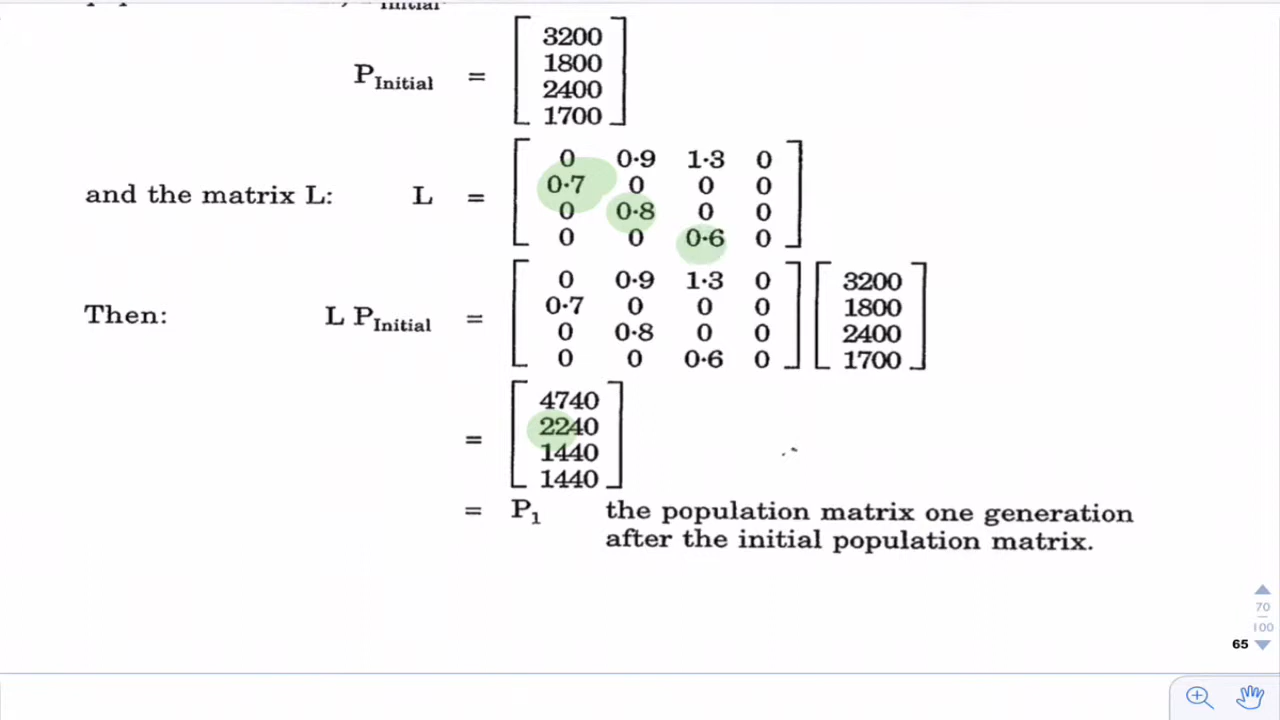 P Initial = [ 3200
1800
2400
1700 ]
and the matrix L: L = [ 0 0·9 1·3 0
0·7 0 0 0
0 0·8 0 0
0 0 0·6 0 ]
Then: L P Initial = [ 0 0·9 1·3 0 ] [ 3200
0·7 0 0 0 1800
0 0·8 0 0 2400
0 0 0·6 0 ] 1700 ]
= [ 4740
2240
1440
1440 ]
= P₁ the population matrix one generation
after the initial population matrix.
70
100
65